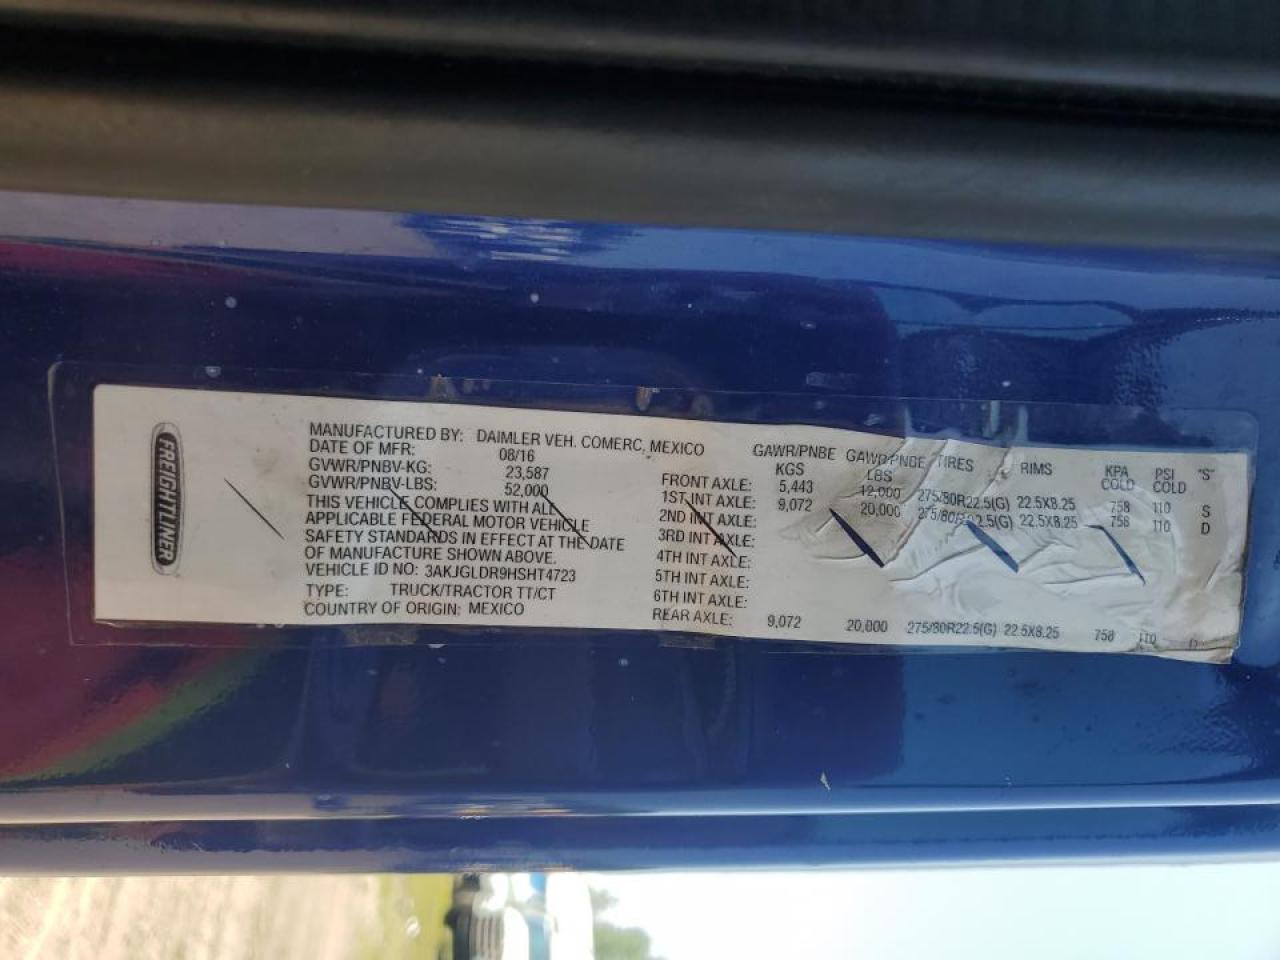 FREIGHTLINER
MANUFACTURED BY: DAIMLER VEH. COMERC, MEXICO
DATE OF MFR: 08/16
GVWR/PNBV-KG: 23,587
GVWR/PNBV-LBS: 52,000
THIS VEHICLE COMPLIES WITH ALL
APPLICABLE FEDERAL MOTOR VEHICLE
SAFETY STANDARDS IN EFFECT AT THE DATE
OF MANUFACTURE SHOWN ABOVE.
VEHICLE ID NO: 3AKJGLDR9HSHT4723
TYPE: TRUCK/TRACTOR TT/CT
COUNTRY OF ORIGIN: MEXICO
GAWR/PNBE GAWR/PNBE TIRES RIMS KPA PSI "S"
KGS LBS COLD COLD
FRONT AXLE: 5,443 12,000 275/80R22.5(G) 22.5X8.25 758 110 S
1ST INT AXLE: 9,072 20,000 275/80R22.5(G) 22.5X8.25 758 110 D
2ND INT AXLE:
3RD INT AXLE:
4TH INT AXLE:
5TH INT AXLE:
6TH INT AXLE:
REAR AXLE: 9,072 20,000 275/80R22.5(G) 22.5X8.25 758 110 D